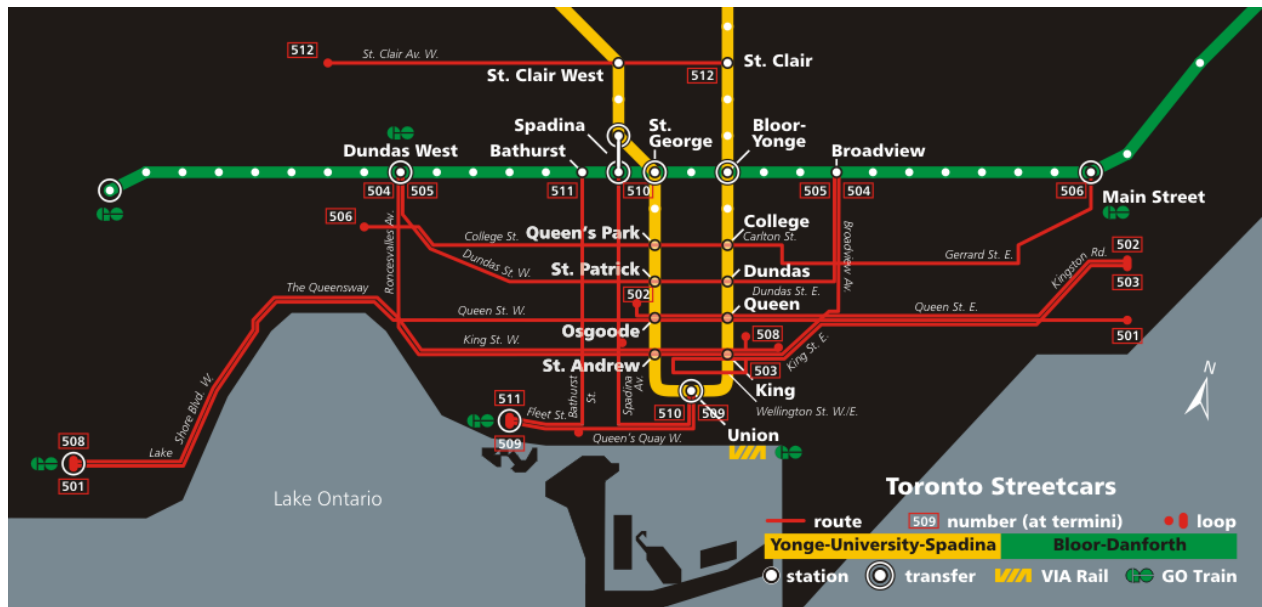 512
St. Clair Av. W.
St. Clair West
512
St. Clair
Spadina
St.
George
Bloor-
Yonge
Dundas West
Bathurst
Broadview
504
505
511
510
505
504
506
Main Street
506
Roncesvalles Av.
College St.
Queen's Park
College
Carlton St.
Broadview Av.
Gerrard St. E.
502
503
Kingston Rd.
Dundas St. W.
St. Patrick
Dundas
Dundas St. E.
The Queensway
502
Queen St. W.
Queen
Queen St. E.
Osgoode
501
King St. W.
508
King St. E.
St. Andrew
503
King
Wellington St. W./E.
511
Fleet St.
Bathurst
St.
Spadina
Av.
510
509
509
Queen's Quay W.
Union
VIA
GO
508
501
Lake
Shore Blvd. W.
N
Lake Ontario
Toronto Streetcars
route
509 number (at termini)
loop
Yonge-University-Spadina
Bloor-Danforth
station
transfer
VIA Rail
GO Train